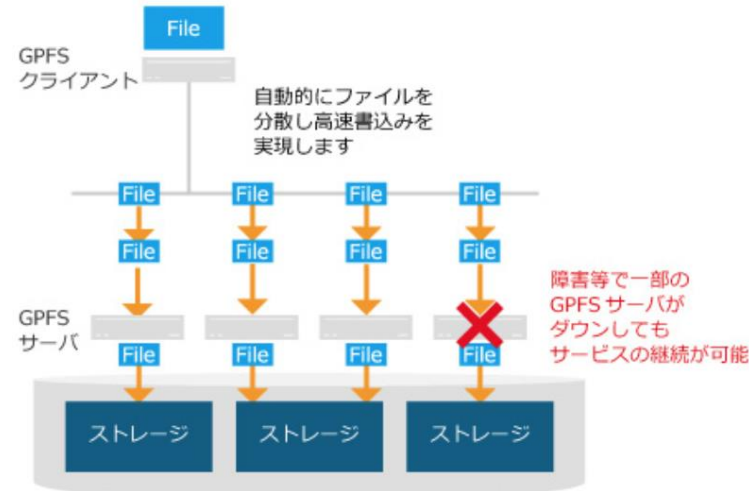 File
GPFS
クライアント
自動的にファイルを
分散し高速書込みを
実現します
File File File File
File File File File
障害等で一部の
GPFS サーバが
ダウンしても
サービスの継続が可能
GPFS
サーバ
File File File File
ストレージ ストレージ ストレージ